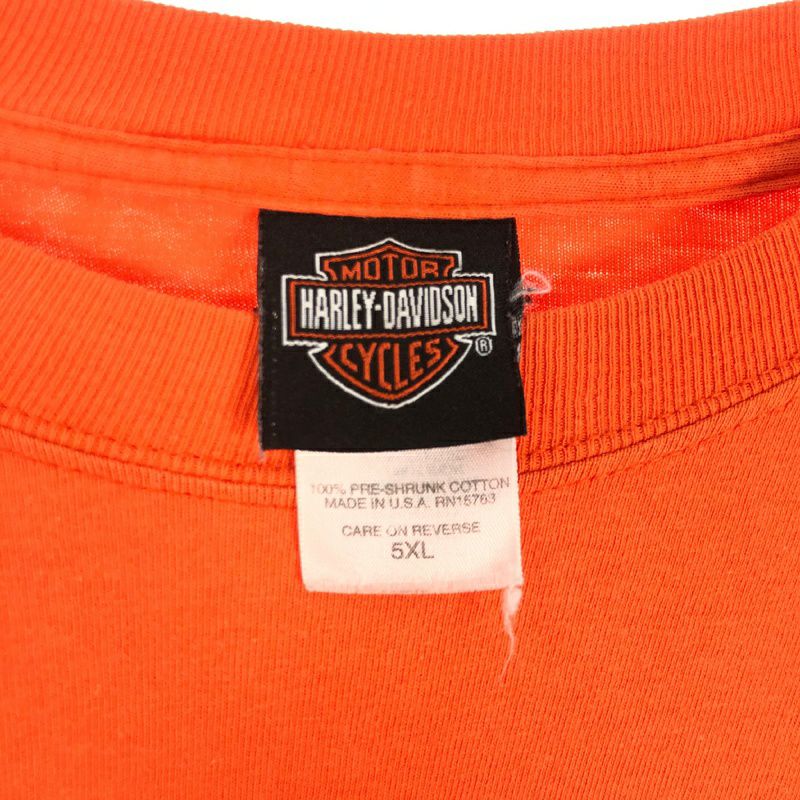 MOTOR
HARLEY-DAVIDSON
CYCLES
®
100% PRE-SHRUNK COTTON
MADE IN U.S.A. RN15763
CARE ON REVERSE
5XL